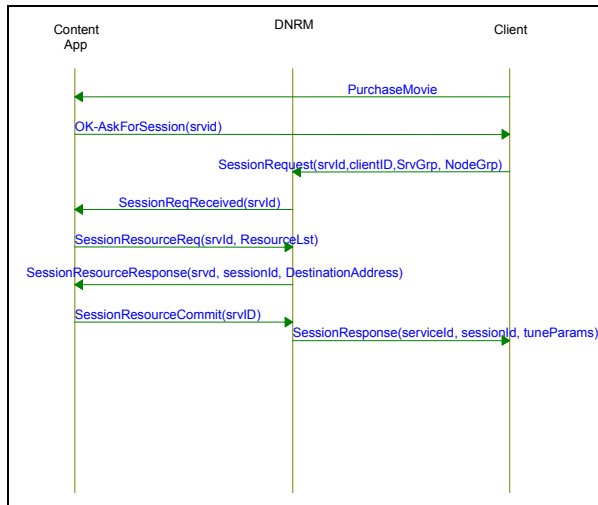 Content
App
DNRM
Client
PurchaseMovie
OK-AskForSession(srvid)
SessionRequest(srvId,clientID,SrvGrp, NodeGrp)
SessionReqReceived(srvId)
SessionResourceReq(srvId, ResourceLst)
SessionResourceResponse(srvd, sessionId, DestinationAddress)
SessionResourceCommit(srvID)
SessionResponse(serviceId, sessionId, tuneParams)